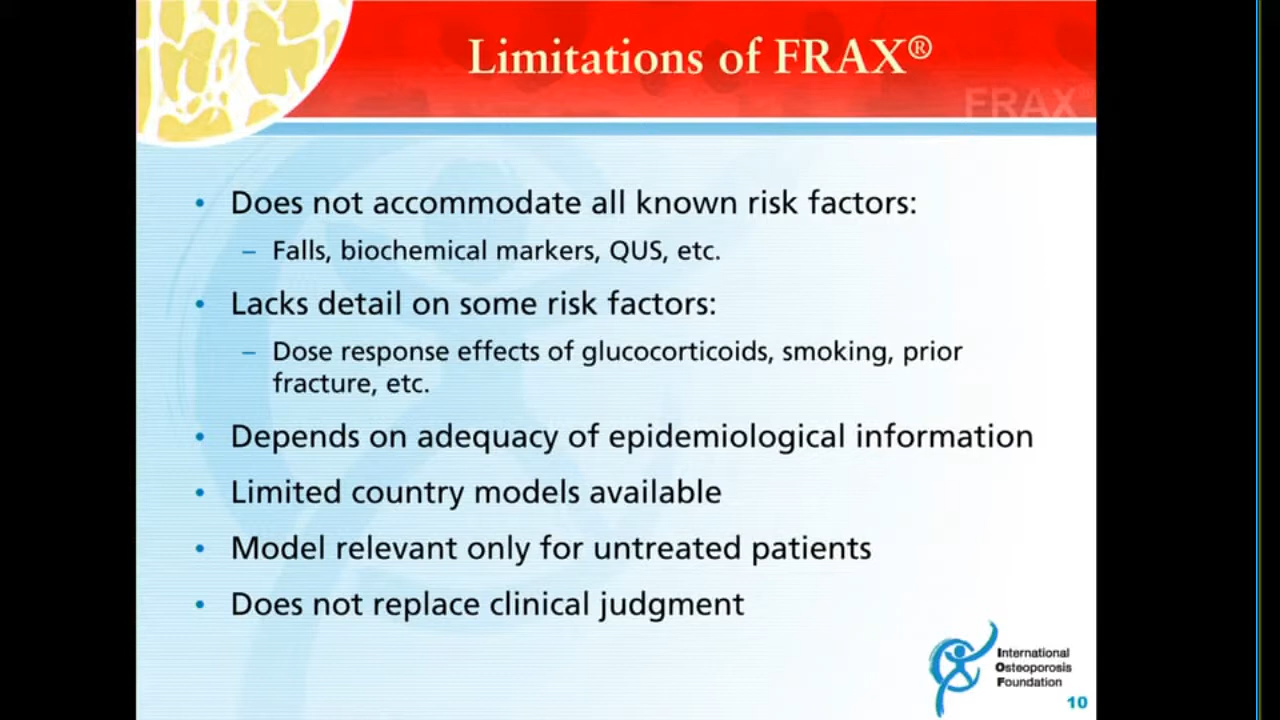 Limitations of FRAX®
FRAX®
• Does not accommodate all known risk factors:
– Falls, biochemical markers, QUS, etc.
• Lacks detail on some risk factors:
– Dose response effects of glucocorticoids, smoking, prior
fracture, etc.
• Depends on adequacy of epidemiological information
• Limited country models available
• Model relevant only for untreated patients
• Does not replace clinical judgment
International
Osteoporosis
Foundation
10